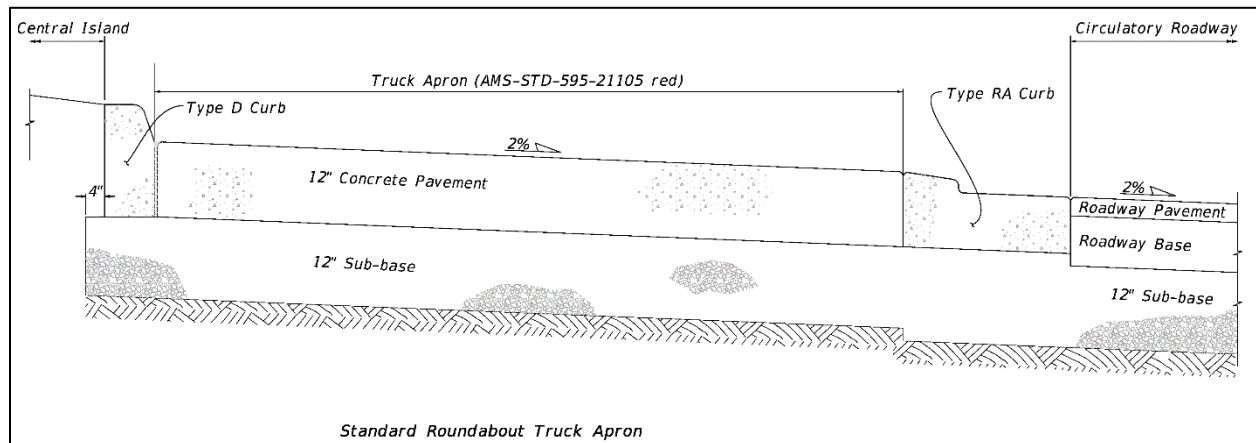 Central Island
Circulatory Roadway
Truck Apron (AMS-STD-595-21105 red)
Type D Curb
Type RA Curb
2%
12" Concrete Pavement
4"
2%
Roadway Pavement
Roadway Base
12" Sub-base
12" Sub-base
Standard Roundabout Truck Apron